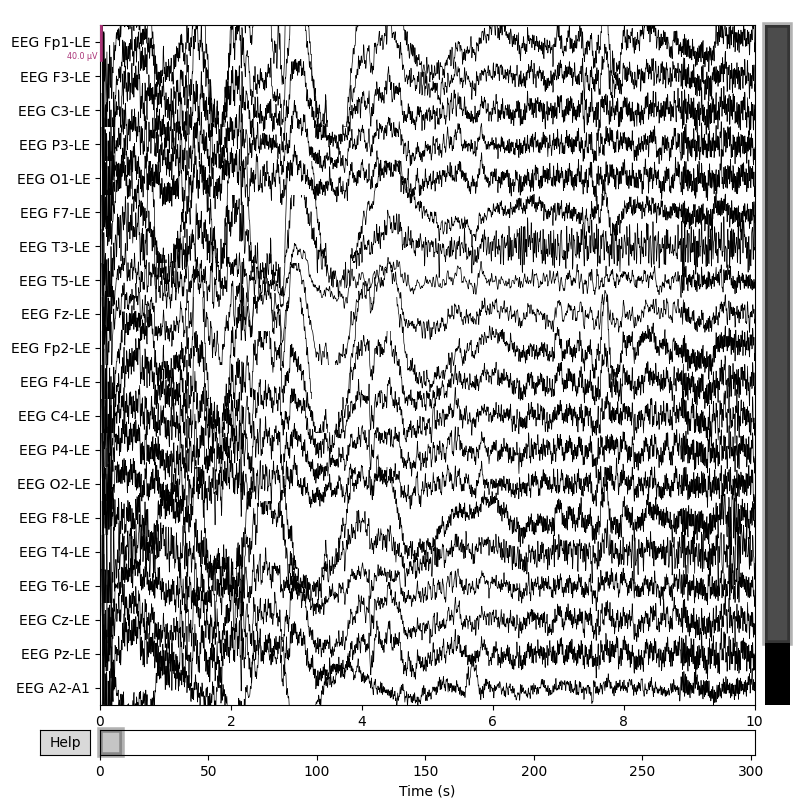 EEG Fp1-LE
40.0 µV
EEG F3-LE
EEG C3-LE
EEG P3-LE
EEG O1-LE
EEG F7-LE
EEG T3-LE
EEG T5-LE
EEG Fz-LE
EEG Fp2-LE
EEG F4-LE
EEG C4-LE
EEG P4-LE
EEG O2-LE
EEG F8-LE
EEG T4-LE
EEG T6-LE
EEG Cz-LE
EEG Pz-LE
EEG A2-A1
0 2 4 6 8 10
Help
0 50 100 150 200 250 300
Time (s)